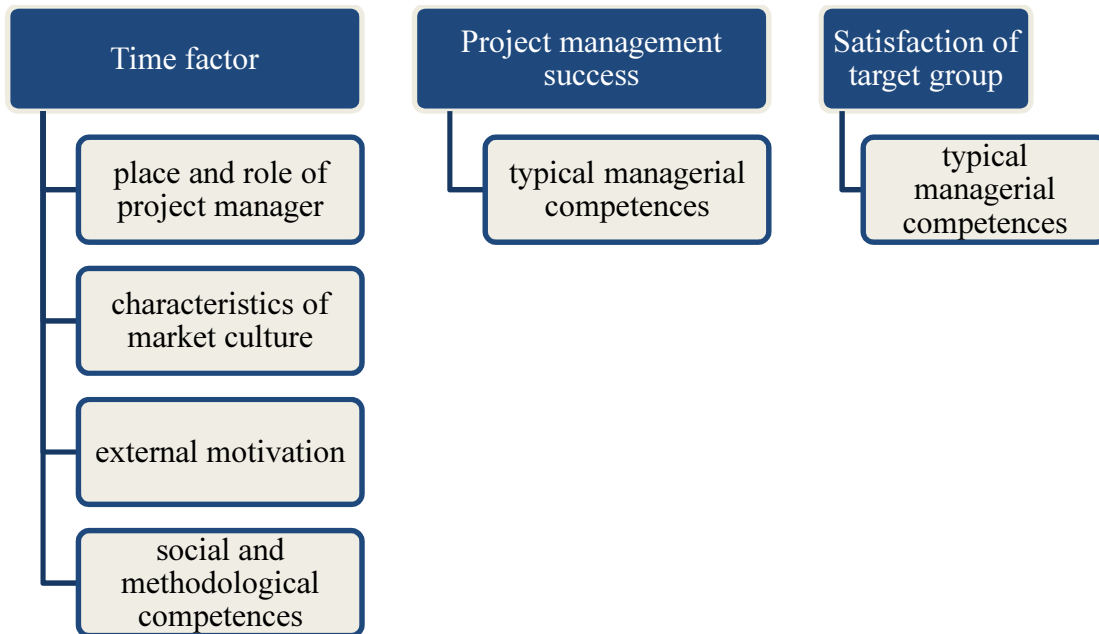 Time factor
place and role of
project manager
characteristics of
market culture
external motivation
social and
methodological
competences
Project management
success
typical managerial
competences
Satisfaction of
target group
typical
managerial
competences